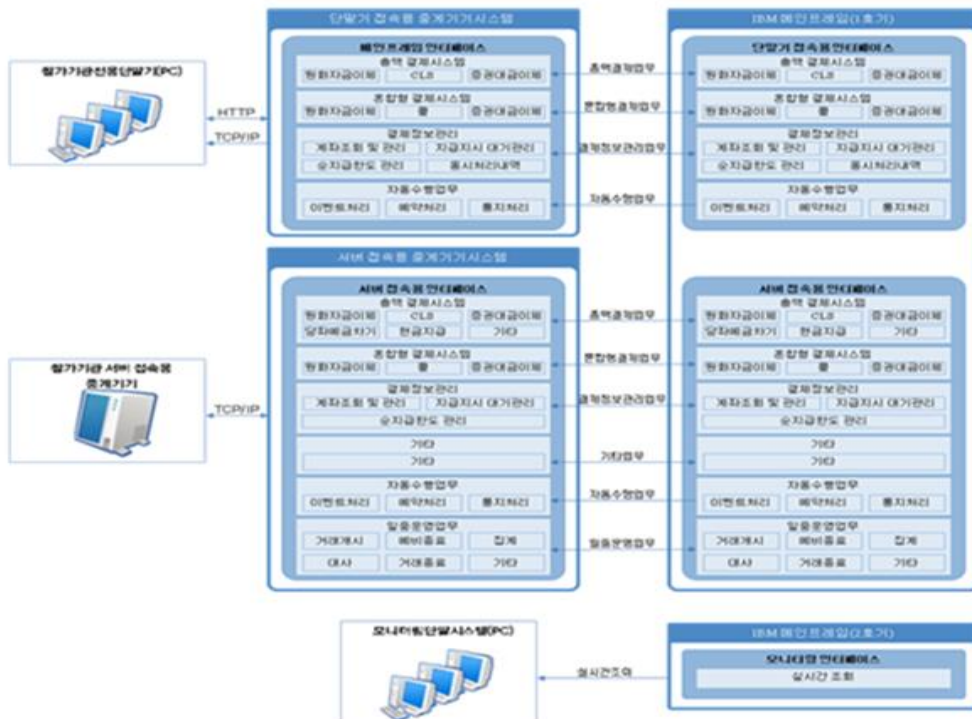 단말기 접속용 중계기기시스템
메인프레임 인터페이스
총액 결제시스템
원화자금이체 CLS 증권대금이체
혼합형 결제시스템
원화자금이체 콜 증권대금이체
결제정보관리
계좌조회 및 관리 지급지시 대기관리
순지급한도 관리 동시처리내역
자동수행업무
이벤트처리 예약처리 통지처리
참가기관전용단말기(PC)
HTTP
TCP/IP
총액결제업무
혼합형결제업무
결제정보관리업무
자동수행업무
IBM 메인프레임(1호기)
단말기 접속용 인터페이스
총액 결제시스템
원화자금이체 CLS 증권대금이체
혼합형 결제시스템
원화자금이체 콜 증권대금이체
결제정보관리
계좌조회 및 관리 지급지시 대기관리
순지급한도 관리 동시처리내역
자동수행업무
이벤트처리 예약처리 통지처리
서버 접속용 중계기기시스템
서버 접속용 인터페이스
총액 결제시스템
원화자금이체 CLS 증권대금이체
당좌예금차기 현금지급 기타
혼합형 결제시스템
원화자금이체 콜 증권대금이체
결제정보관리
계좌조회 및 관리 지급지시 대기관리
순지급한도 관리
기타
기타
자동수행업무
이벤트처리 예약처리 통지처리
일중운영업무
거래개시 예비종료 집계
대사 거래종료 기타
참가기관 서버 접속용
중계기기
TCP/IP
총액결제업무
혼합형결제업무
결제정보관리업무
기타업무
자동수행업무
일중운영업무
서버 접속용 인터페이스
총액 결제시스템
원화자금이체 CLS 증권대금이체
당좌예금차기 현금지급 기타
혼합형 결제시스템
원화자금이체 콜 증권대금이체
결제정보관리
계좌조회 및 관리 지급지시 대기관리
순지급한도 관리
기타
기타
자동수행업무
이벤트처리 예약처리 통지처리
일중운영업무
거래개시 예비종료 집계
대사 거래종료 기타
모니터링단말시스템(PC)
실시간조회
IBM 메인프레임(2호기)
모니터링 인터페이스
실시간 조회